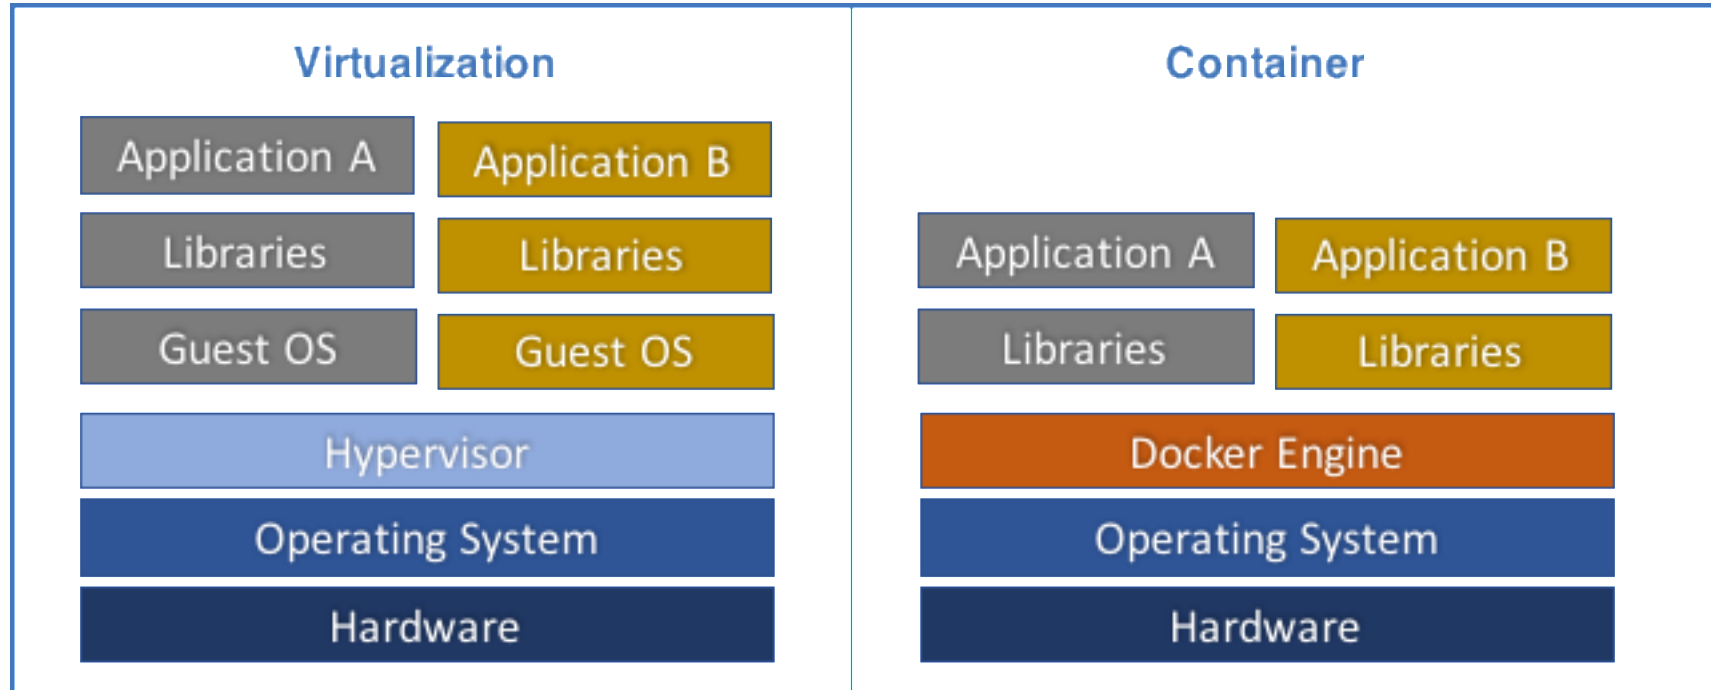 Virtualization
Application A
Application B
Libraries
Libraries
Guest OS
Guest OS
Hypervisor
Operating System
Hardware
Container
Application A
Application B
Libraries
Libraries
Docker Engine
Operating System
Hardware